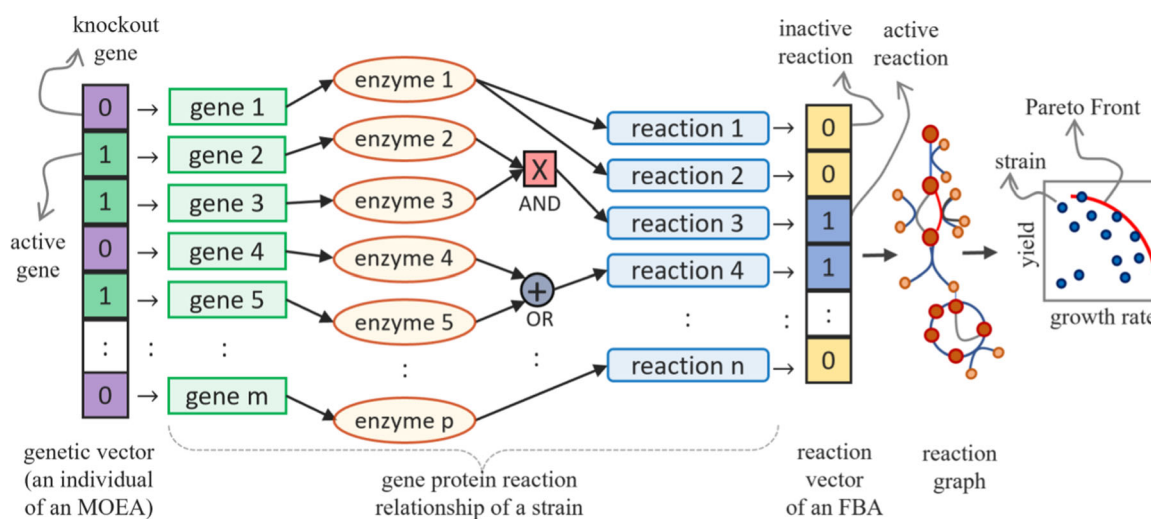 knockout
gene
inactive
reaction
active
reaction
0
gene 1
enzyme 1
reaction 1
0
Pareto Front
1
gene 2
enzyme 2
X
AND
reaction 2
0
strain
1
gene 3
enzyme 3
reaction 3
1
active
gene
0
gene 4
enzyme 4
+
OR
reaction 4
1
yield
growth rate
1
gene 5
enzyme 5
:
:
:
:
:
:
:
:
0
gene m
enzyme p
reaction n
0
genetic vector
(an individual
of an MOEA)
gene protein reaction
relationship of a strain
reaction
vector
of an FBA
reaction
graph